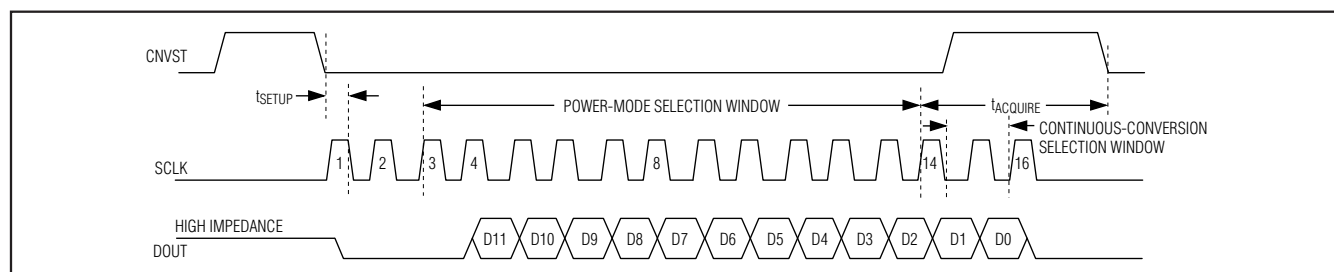 CNVST
tSETUP
POWER-MODE SELECTION WINDOW
tACQUIRE
CONTINUOUS-CONVERSION
SELECTION WINDOW
SCLK
1 2 3 4 8 14 16
HIGH IMPEDANCE
DOUT
D11 D10 D9 D8 D7 D6 D5 D4 D3 D2 D1 D0